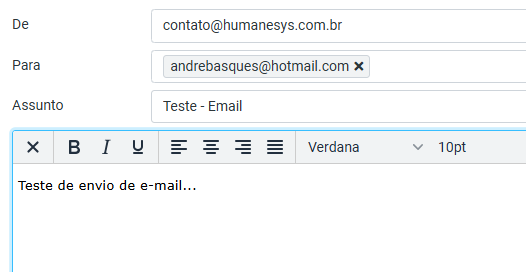 De contato@humanesys.com.br
Para andrebasques@hotmail.com ×
Assunto Teste - Email
× B I U Verdana 10pt
Teste de envio de e-mail...